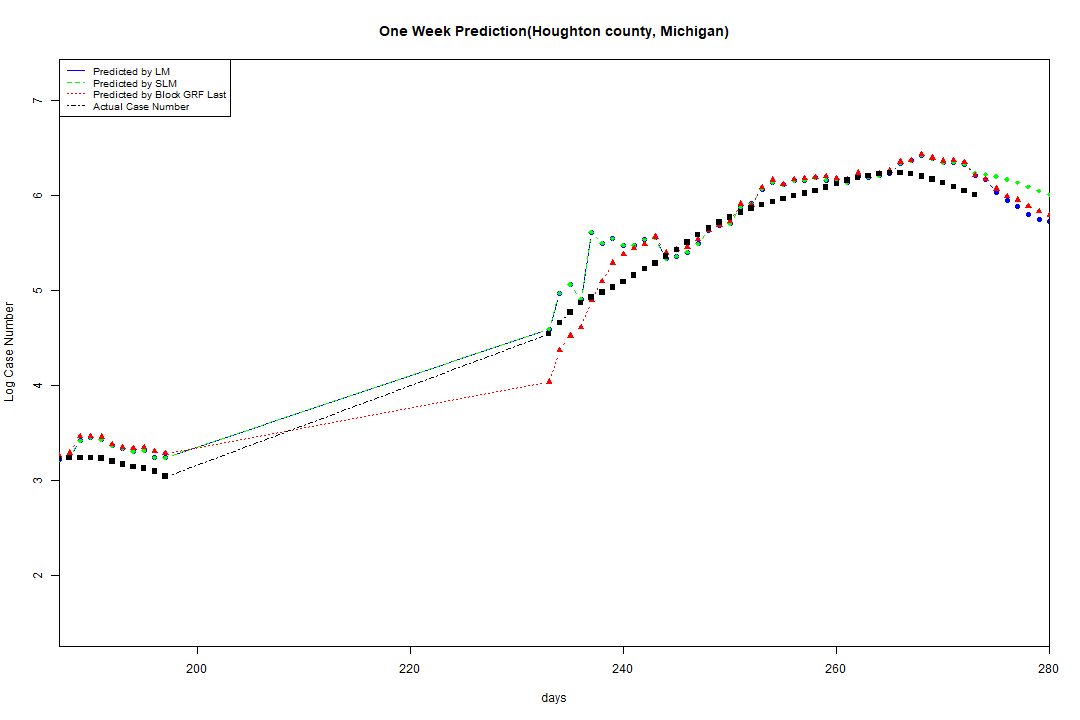 One Week Prediction(Houghton county, Michigan)
Predicted by LM
Predicted by SLM
Predicted by Block GRF Last
Actual Case Number
7
6
5
4
3
2
Log Case Number
200 220 240 260 280
days